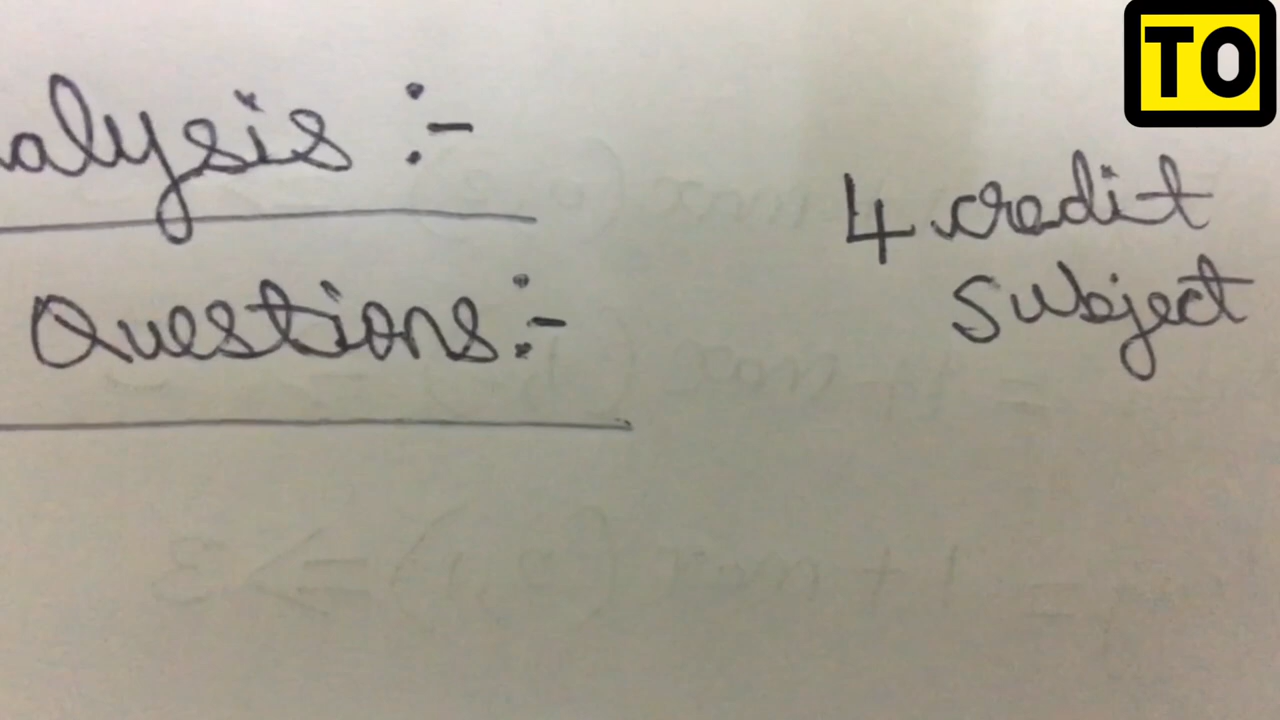 TO
alysis :-
4 credit
subject
Questions :-